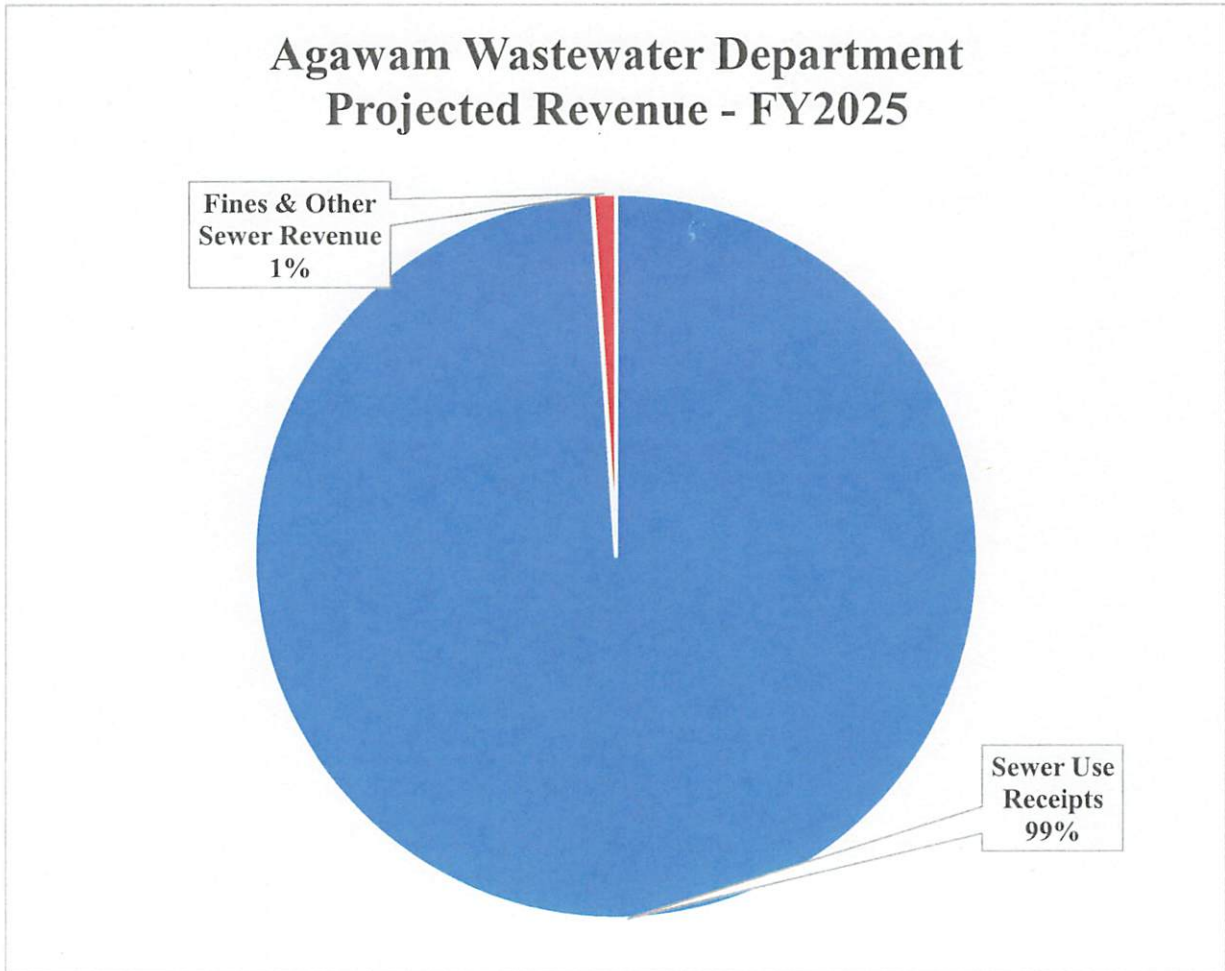 Agawam Wastewater Department
Projected Revenue - FY2025
Fines & Other
Sewer Revenue
1%
Sewer Use
Receipts
99%